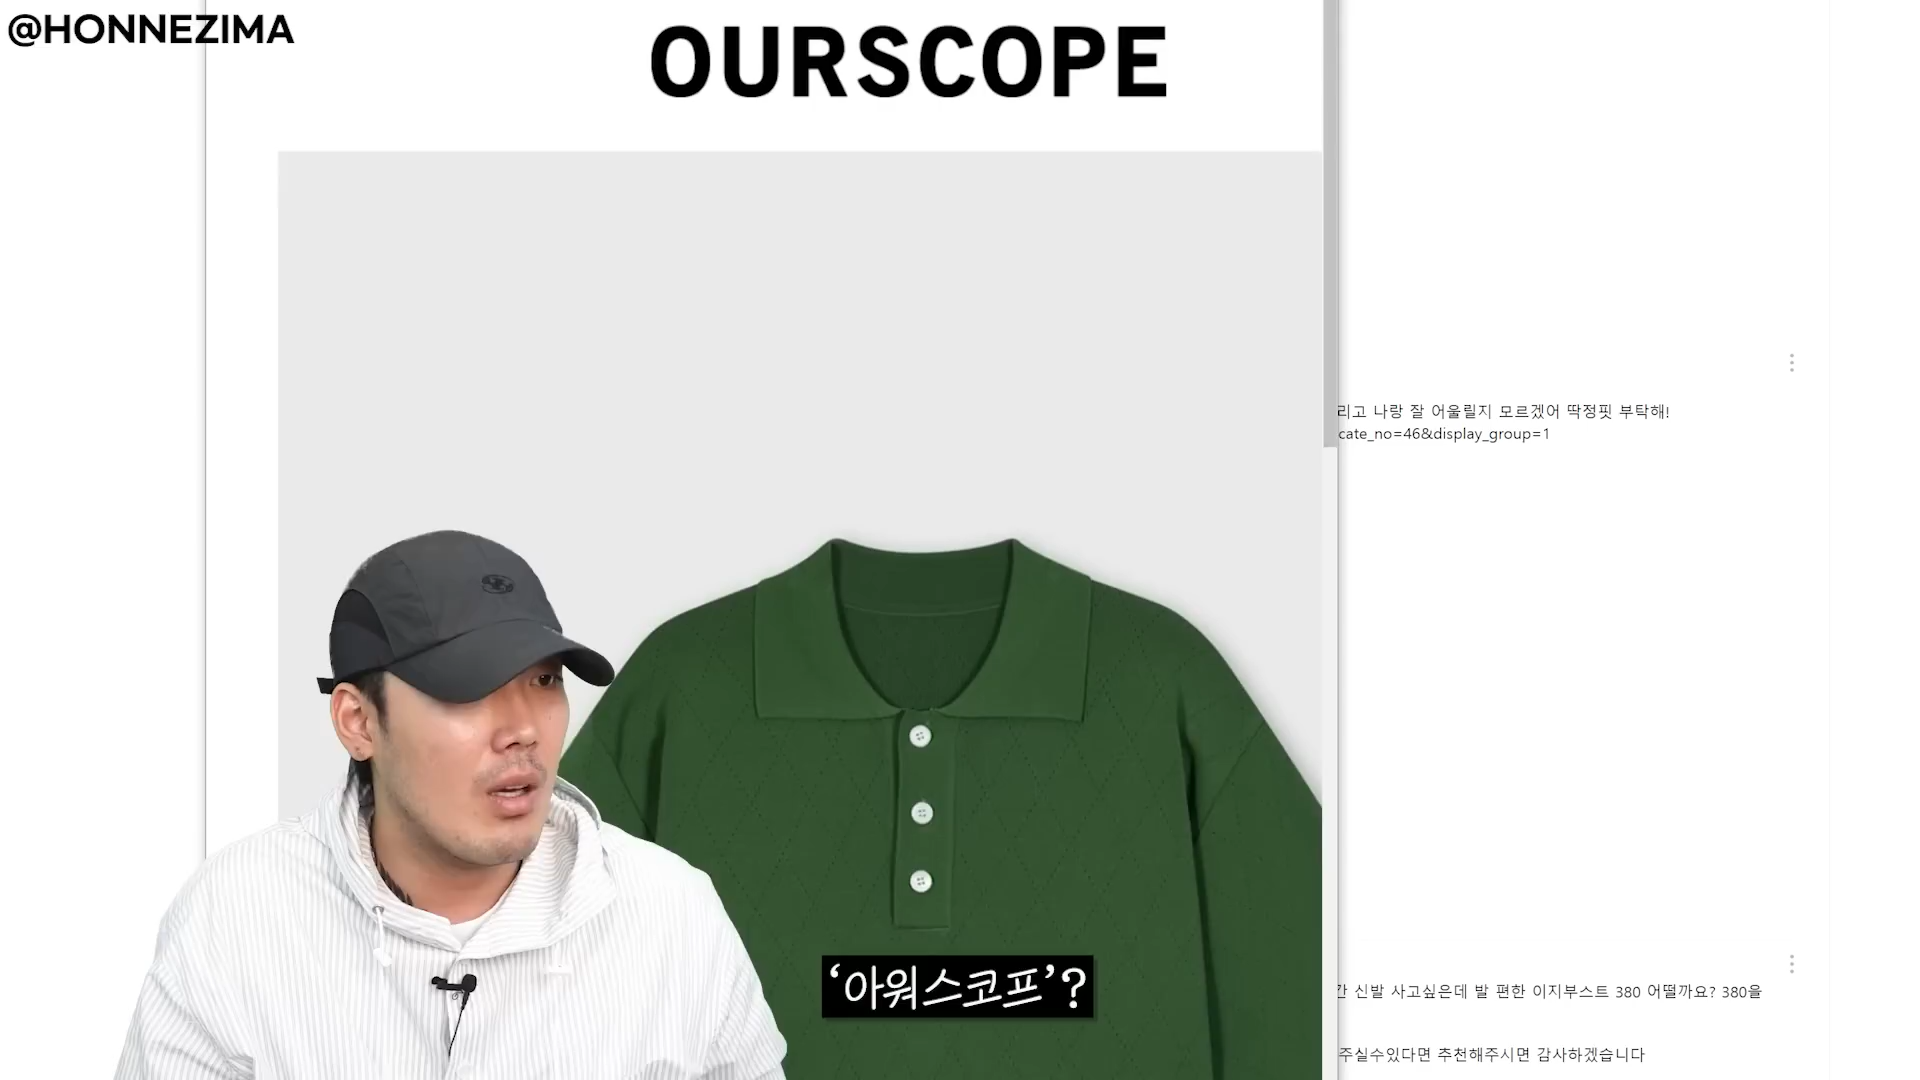 @HONNEZIMA
OURSCOPE
리고 나랑 잘 어울릴지 모르겠어 딱정핏 부탁해!
cate_no=46&display_group=1
‘아워스코프’?
간 신발 사고싶은데 발 편한 이지부스트 380 어떨까요? 380을
주실수있다면 추천해주시면 감사하겠습니다